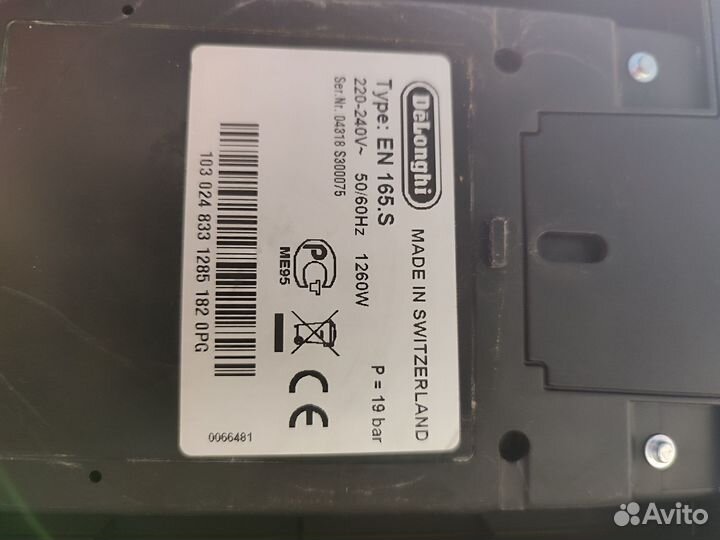 DeLonghi
MADE IN SWITZERLAND
Type: EN 165.S
220-240V~ 50/60Hz 1260W
P = 19 bar
Ser.Nr. 04318 S300075
РСТ
ME95
CE
103 024 833 1285 182 0PG
0066481
Avito